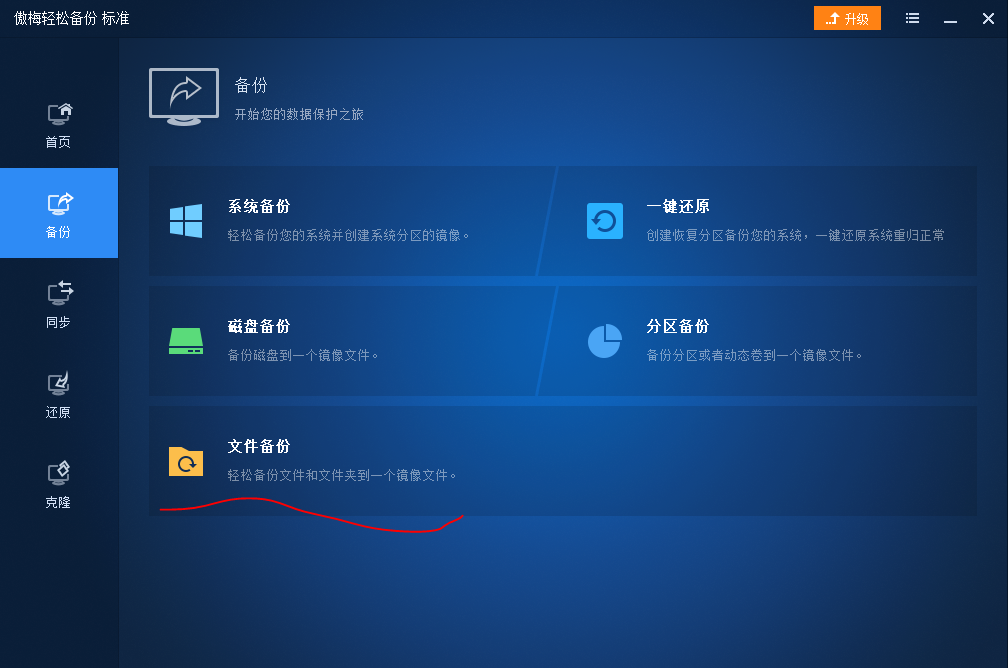 傲梅轻松备份 标准
升级
首页
备份
同步
还原
克隆
备份
开始您的数据保护之旅
系统备份
轻松备份您的系统并创建系统分区的镜像。
一键还原
创建恢复分区备份您的系统，一键还原系统重归正常
磁盘备份
备份磁盘到一个镜像文件。
分区备份
备份分区或者动态卷到一个镜像文件。
文件备份
轻松备份文件和文件夹到一个镜像文件。